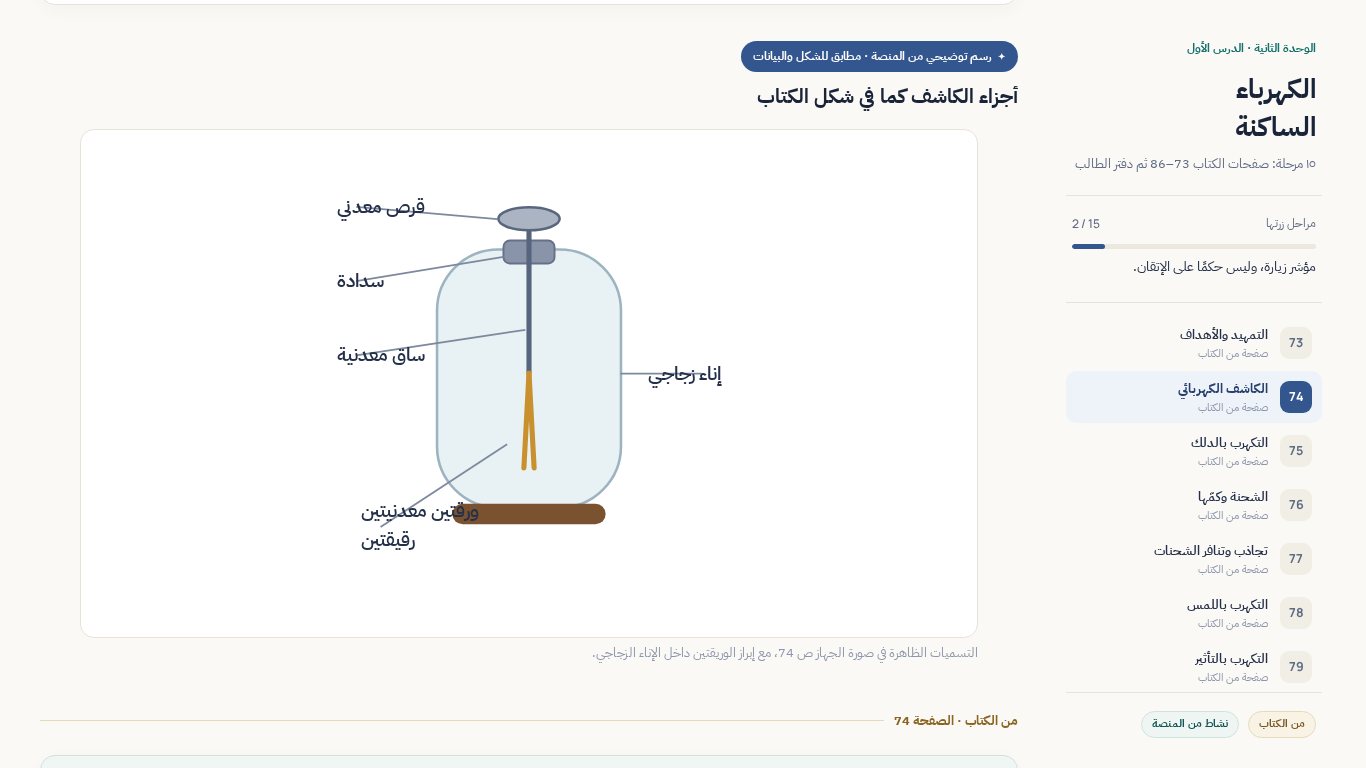 الوحدة الثانية · الدرس الأول
الكهرباء
الساكنة
١٥ مرحلة: صفحات الكتاب 73–86 ثم دفتر الطالب
مراحل زرتها
2 / 15
مؤشر زيارة، وليس حكمًا على الإتقان.
73
التمهيد والأهداف
صفحة من الكتاب
74
الكاشف الكهربائي
صفحة من الكتاب
75
التكهرب بالدلك
صفحة من الكتاب
76
الشحنة وكمّها
صفحة من الكتاب
77
تجاذب وتنافر الشحنات
صفحة من الكتاب
78
التكهرب باللمس
صفحة من الكتاب
79
التكهرب بالتأثير
صفحة من الكتاب
من الكتاب
نشاط من المنصة
✦ رسم توضيحي من المنصة · مطابق للشكل والبيانات
أجزاء الكاشف كما في شكل الكتاب
قرص معدني
سدادة
ساق معدنية
إناء زجاجي
ورقتين معدنيتين
رقيقتين
التسميات الظاهرة في صورة الجهاز ص 74، مع إبراز الوريقتين داخل الإناء الزجاجي.
من الكتاب · الصفحة 74